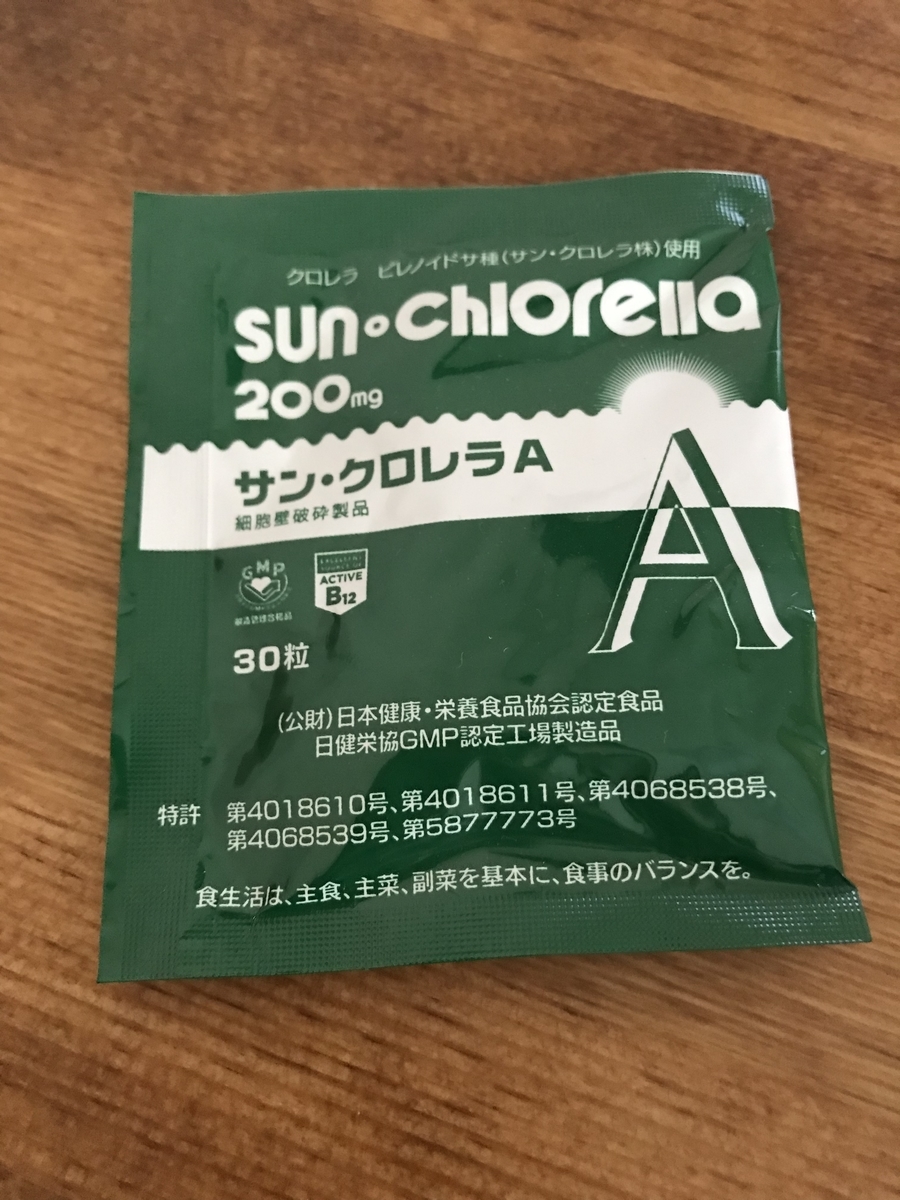 クロレラ ピレノイドサ種(サン・クロレラ株)使用
sun・chlorella
200mg
サン・クロレラA
細胞壁破砕製品
A
GMP
EXCELLENT
SOURCE OF
ACTIVE
B12
30粒
(公財)日本健康・栄養食品協会認定食品
日健栄協GMP認定工場製造品
特許 第4018610号、第4018611号、第4068538号、
第4068539号、第5877773号
食生活は、主食、主菜、副菜を基本に、食事のバランスを。